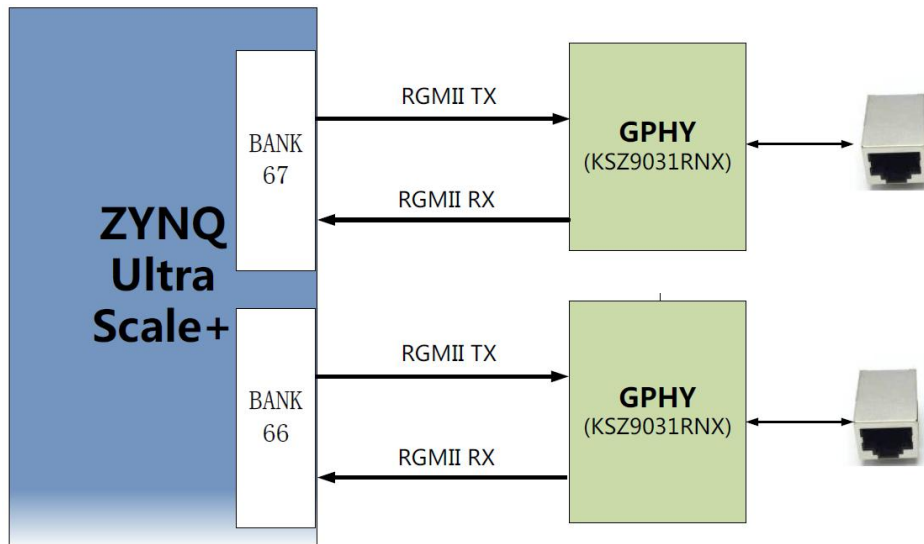 ZYNQ
Ultra
Scale+
BANK
67
RGMII TX
RGMII RX
GPHY
(KSZ9031RNX)
BANK
66
RGMII TX
RGMII RX
GPHY
(KSZ9031RNX)